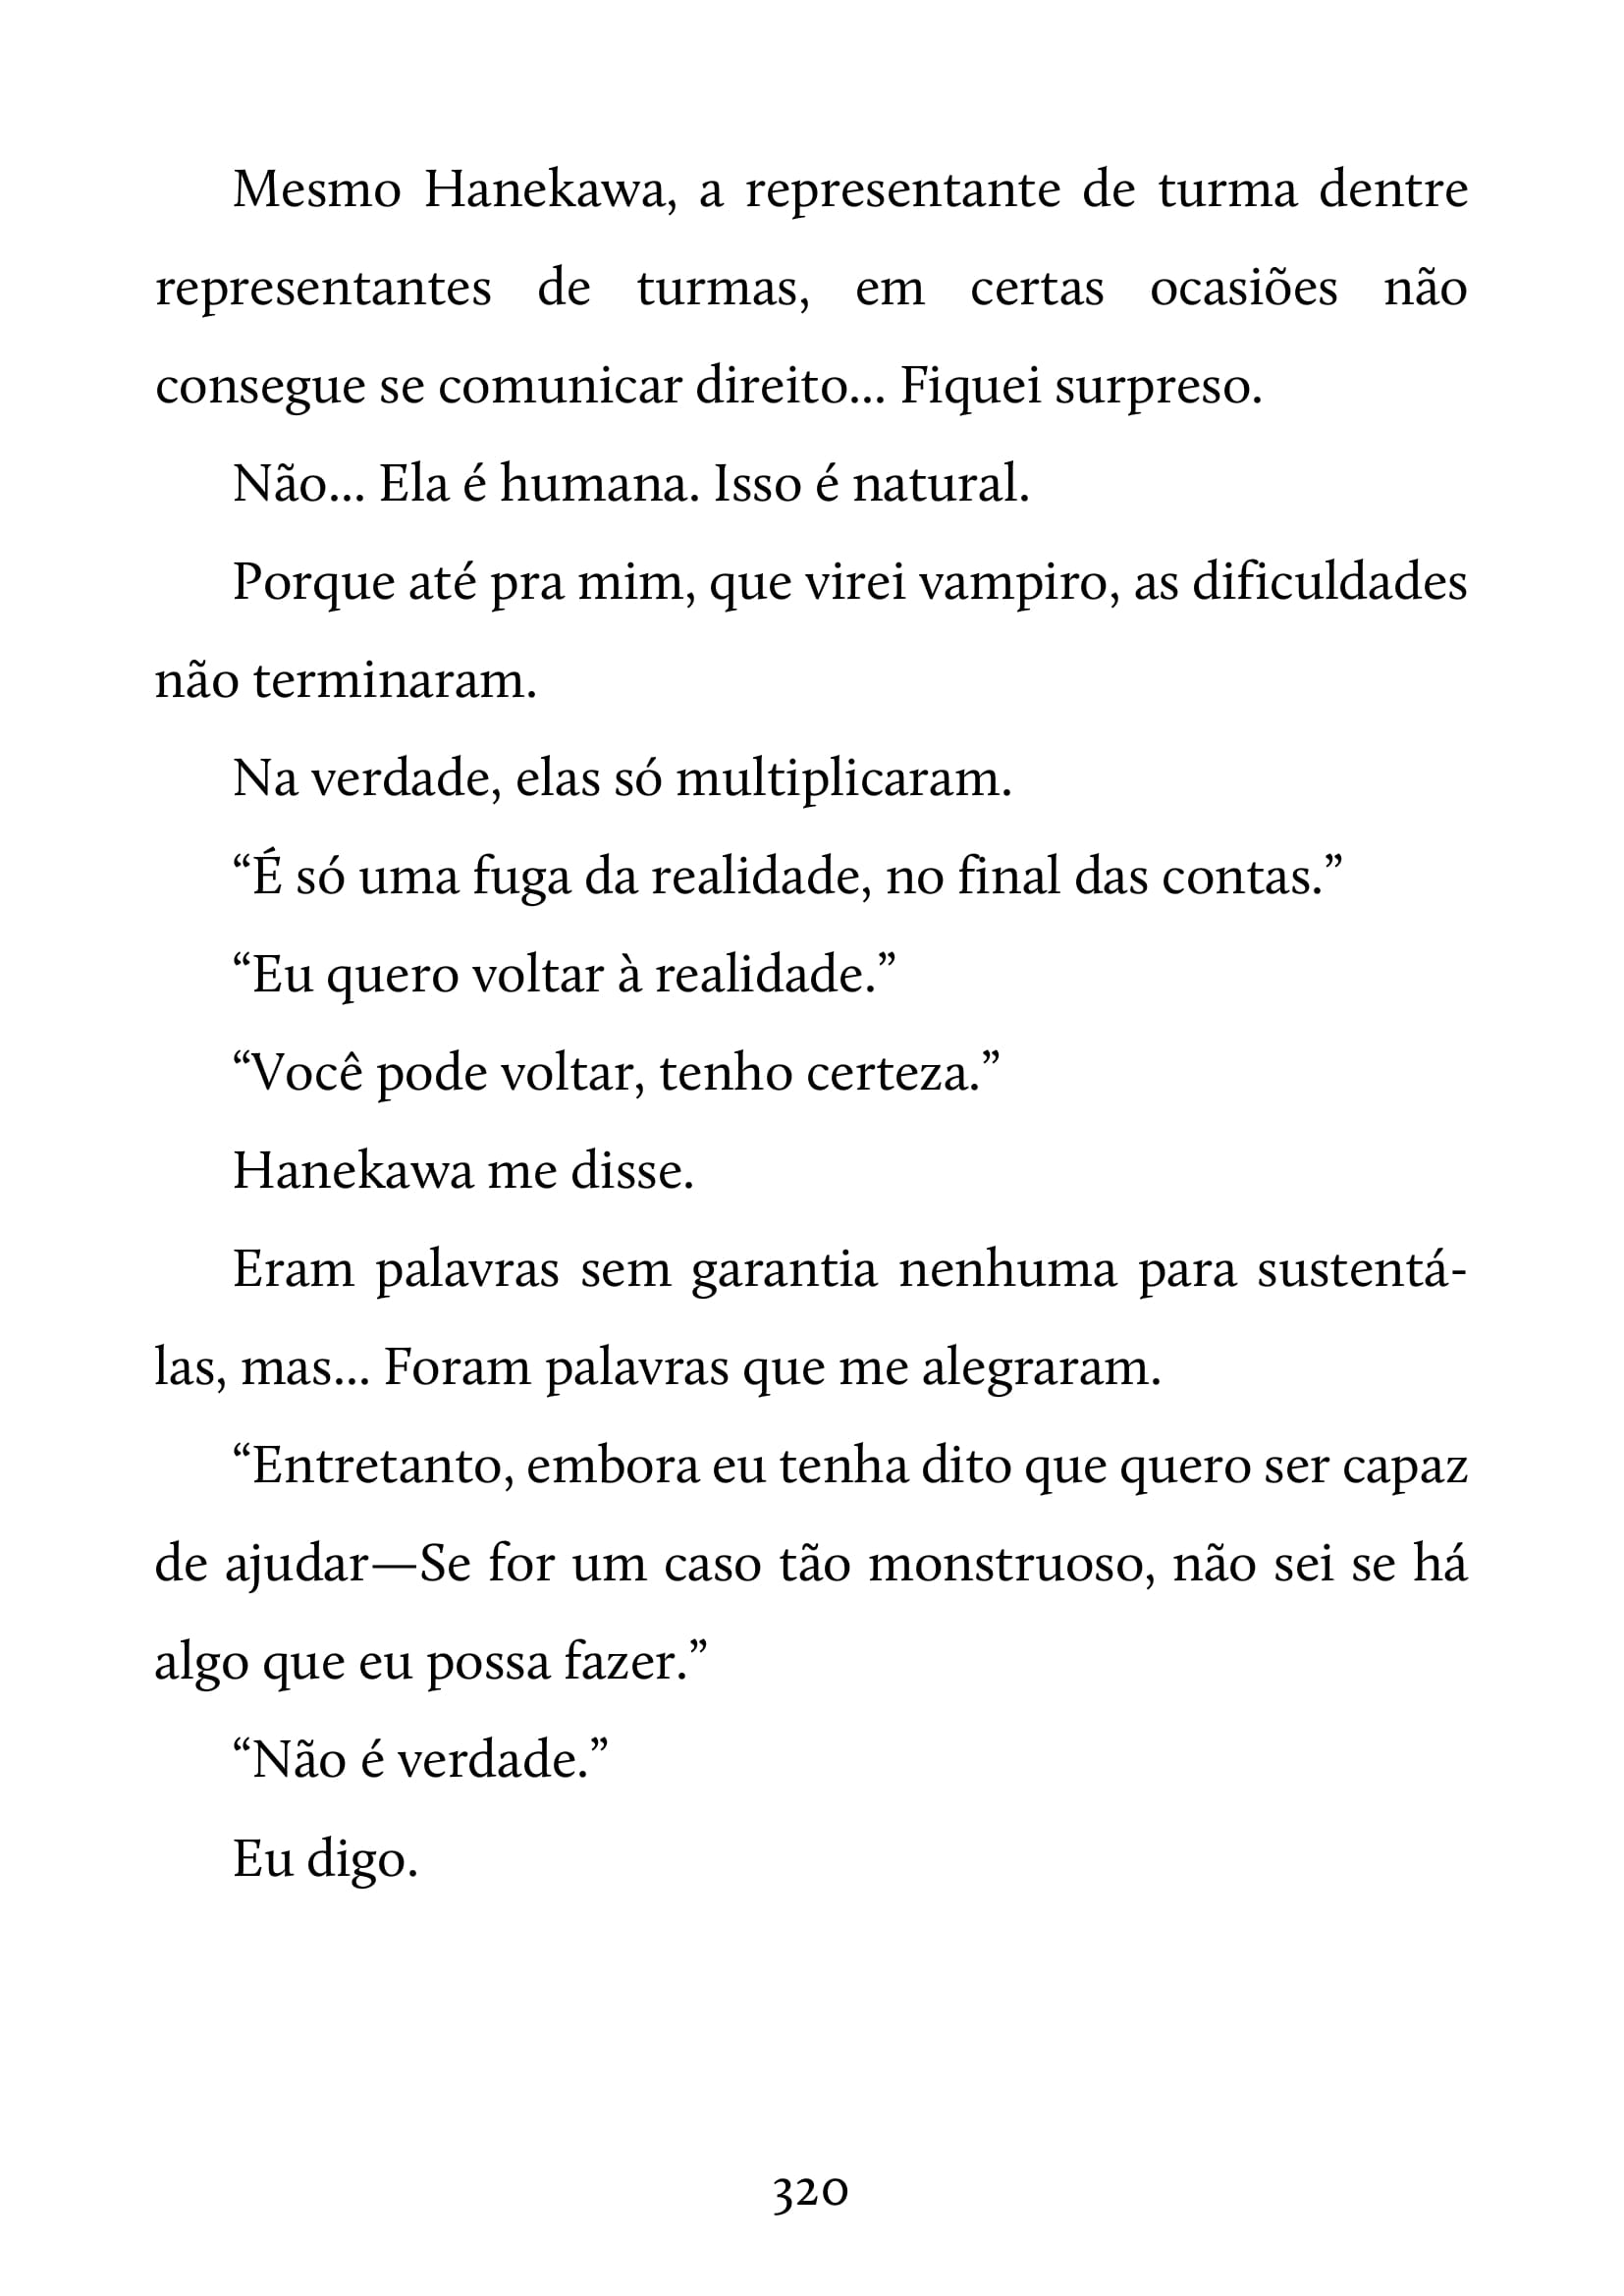 Mesmo Hanekawa, a representante de turma dentre
representantes de turmas, em certas ocasiões não
consegue se comunicar direito... Fiquei surpreso.
Não... Ela é humana. Isso é natural.
Porque até pra mim, que virei vampiro, as dificuldades
não terminaram.
Na verdade, elas só multiplicaram.
“É só uma fuga da realidade, no final das contas.”
“Eu quero voltar à realidade.”
“Você pode voltar, tenho certeza.”
Hanekawa me disse.
Eram palavras sem garantia nenhuma para sustentá-
las, mas... Foram palavras que me alegraram.
“Entretanto, embora eu tenha dito que quero ser capaz
de ajudar—Se for um caso tão monstruoso, não sei se há
algo que eu possa fazer.”
“Não é verdade.”
Eu digo.
320